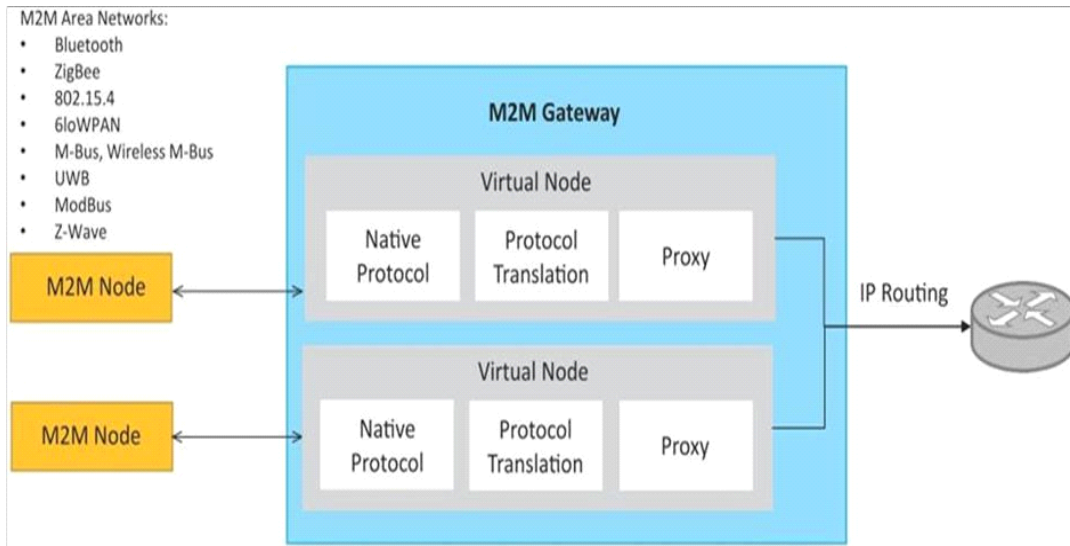 M2M Area Networks:
• Bluetooth
• ZigBee
• 802.15.4
• 6loWPAN
• M-Bus, Wireless M-Bus
• UWB
• ModBus
• Z-Wave
M2M Gateway
Virtual Node
Native
Protocol
Protocol
Translation
Proxy
M2M Node
IP Routing
Virtual Node
Native
Protocol
Protocol
Translation
Proxy
M2M Node